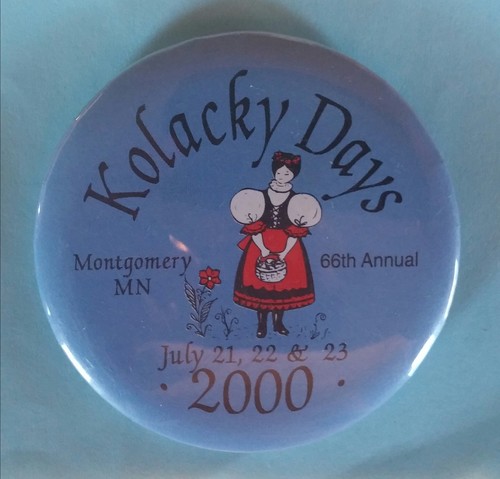 Kolacky Days
Montgomery
MN
66th Annual
July 21, 22 & 23
· 2000 ·